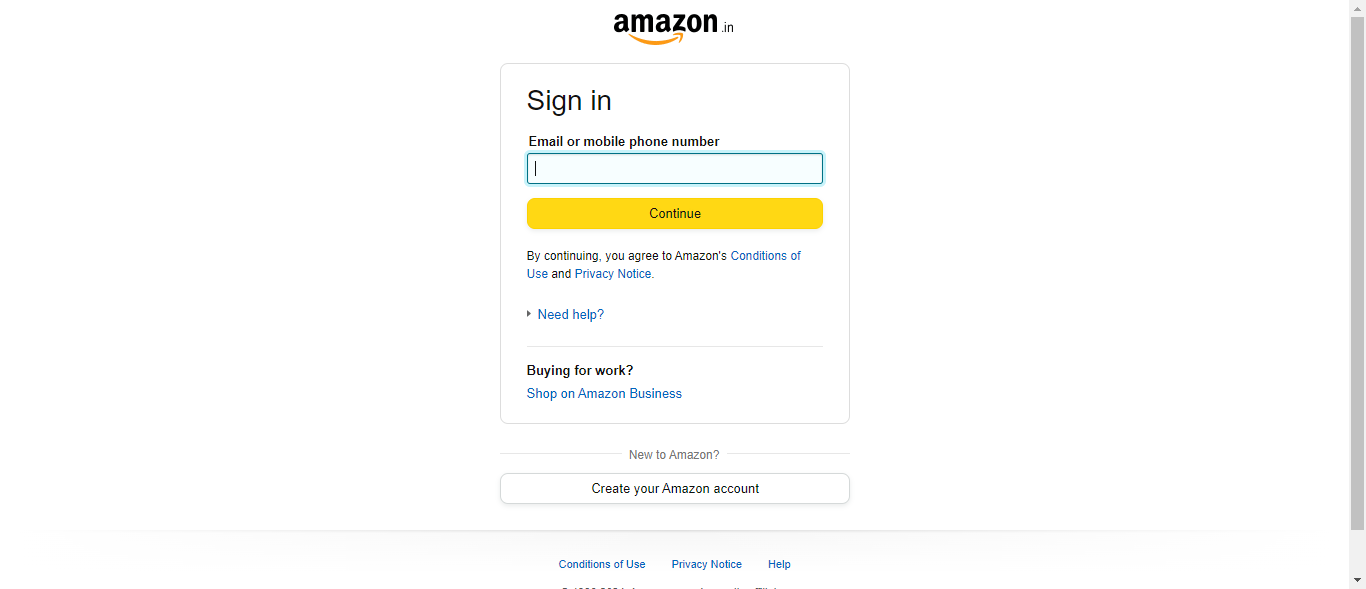 amazon.in
Sign in
Email or mobile phone number
Continue
By continuing, you agree to Amazon's Conditions of
Use and Privacy Notice.
Need help?
Buying for work?
Shop on Amazon Business
New to Amazon?
Create your Amazon account
Conditions of Use Privacy Notice Help